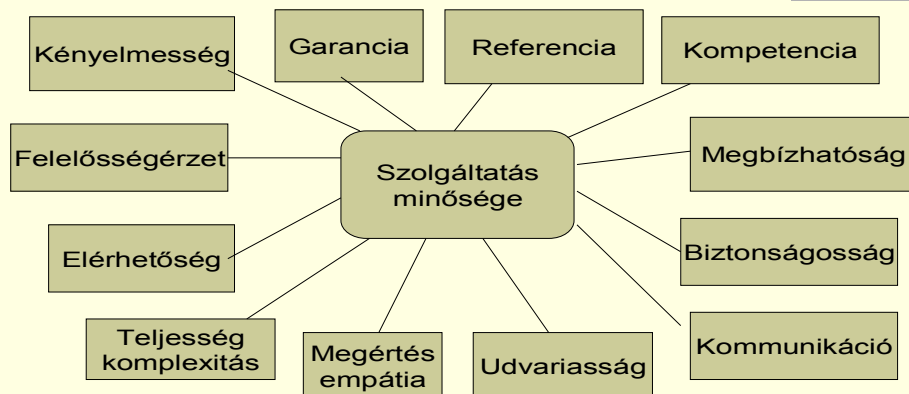 Kényelmesség
Garancia
Referencia
Kompetencia
Felelősségérzet
Szolgáltatás
minősége
Megbízhatóság
Elérhetőség
Biztonságosság
Teljesség
komplexitás
Megértés
empátia
Udvariasság
Kommunikáció